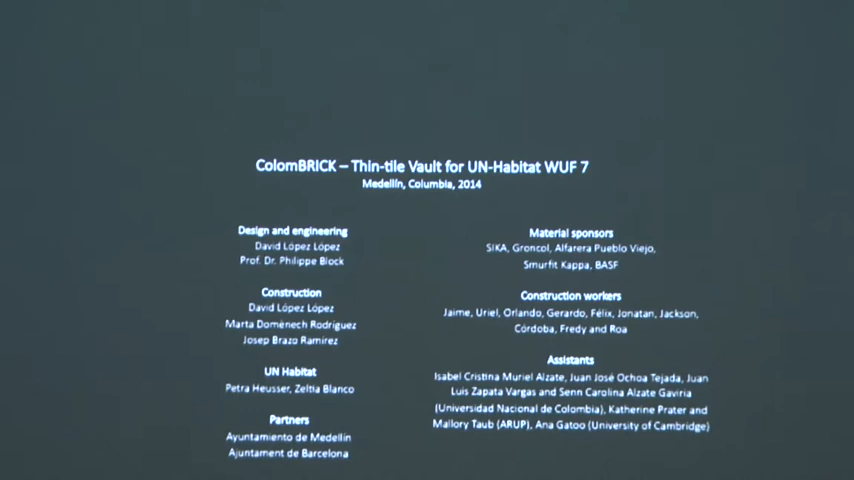 ColomBRICK – Thin-tile Vault for UN-Habitat WUF 7
Medellín, Columbia, 2014
Design and engineering
David López López
Prof. Dr. Philippe Block
Construction
David López López
Marta Domènech Rodríguez
Josep Brazo Ramírez
UN Habitat
Petra Heusser, Zeltia Blanco
Partners
Ayuntamiento de Medellín
Ajuntament de Barcelona
Material sponsors
SIKA, Groncol, Alfarera Pueblo Viejo,
Smurfit Kappa, BASF
Construction workers
Jaime, Uriel, Orlando, Gerardo, Félix, Jonatan, Jackson,
Córdoba, Fredy and Roa
Assistants
Isabel Cristina Muriel Alzate, Juan José Ochoa Tejada, Juan
Luis Zapata Vargas and Senn Carolina Alzate Gaviria
(Universidad Nacional de Colombia), Katherine Prater and
Mallory Taub (ARUP), Ana Gatoo (University of Cambridge)